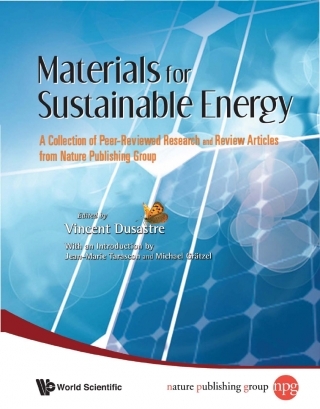 Materials for
Sustainable Energy
A Collection of Peer-Reviewed Research and Review Articles
from Nature Publishing Group
Edited by
Vincent Dusastre
With an Introduction by
Jean-Marie Tarascon and Michael Grätzel
World Scientific
nature publishing group npg